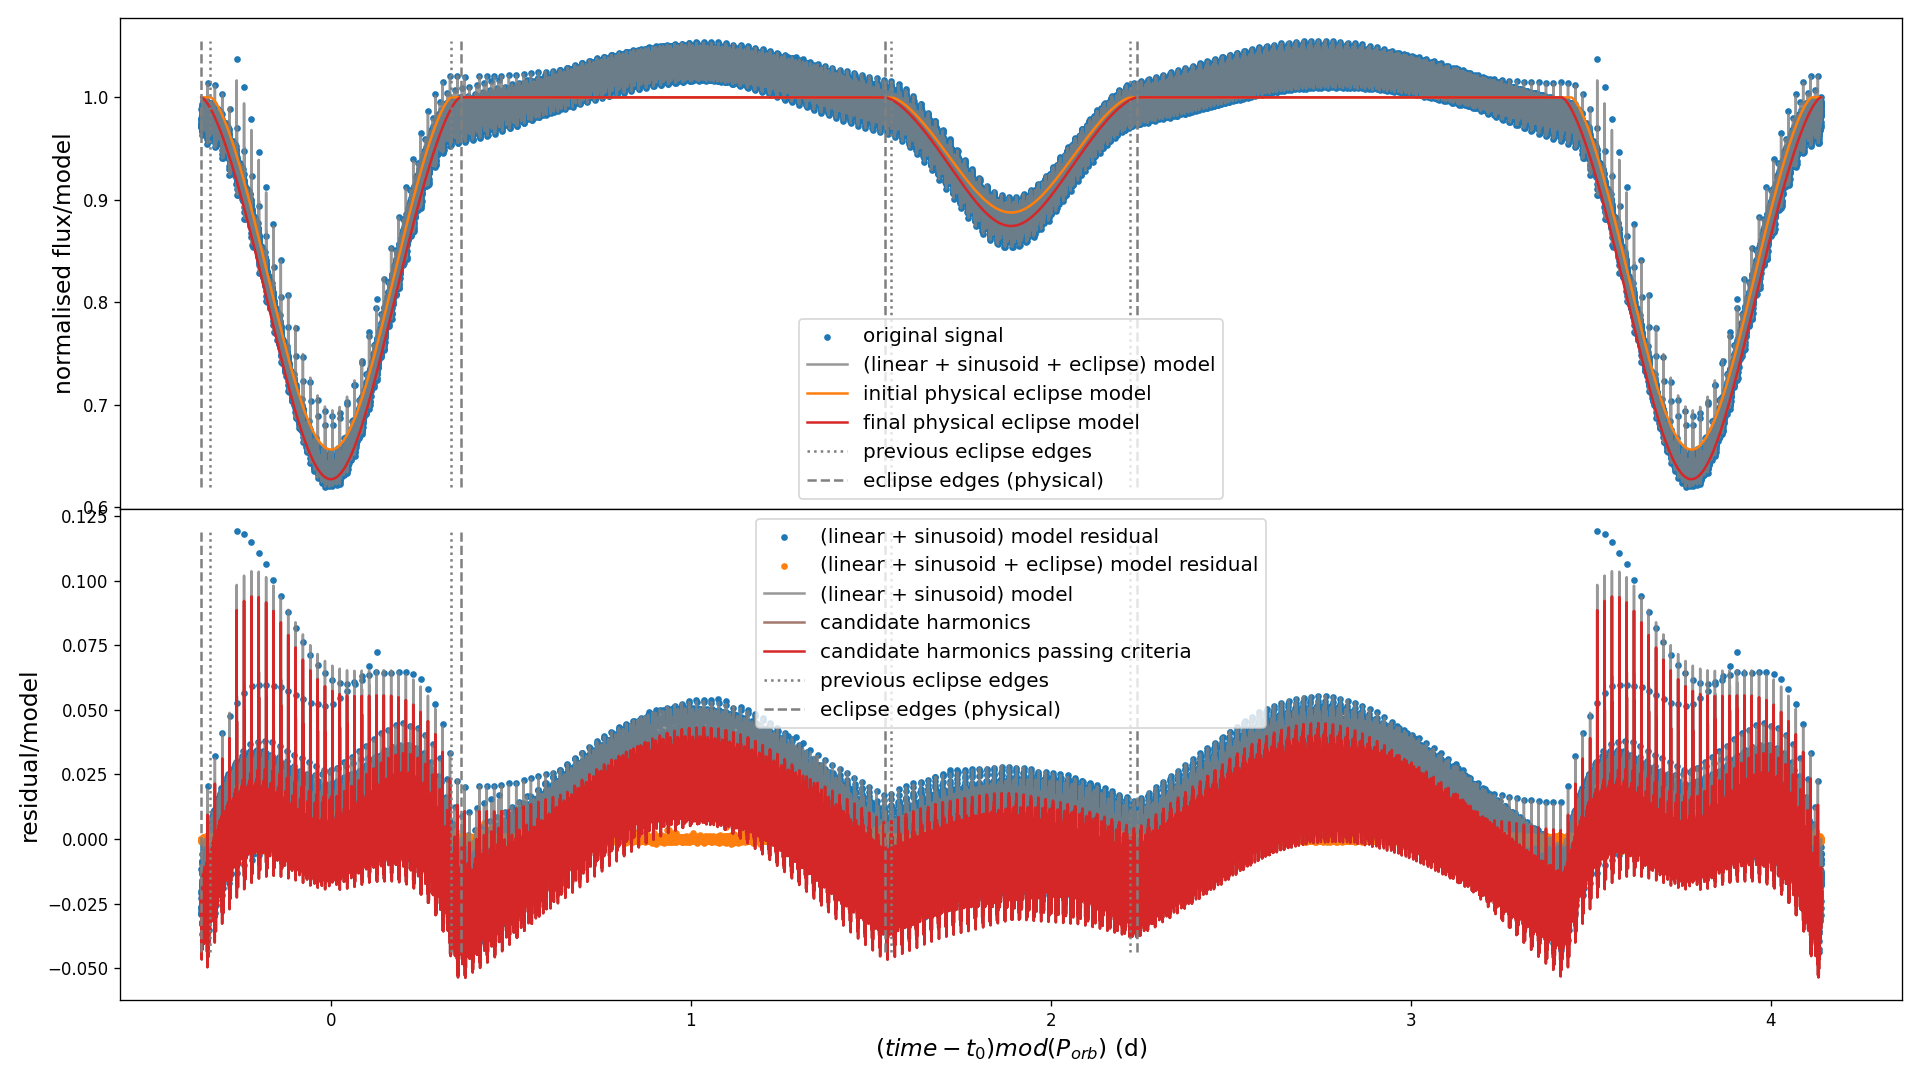 normalised flux/model
1.0
0.9
0.8
0.7
0.6
original signal
(linear + sinusoid + eclipse) model
initial physical eclipse model
final physical eclipse model
previous eclipse edges
eclipse edges (physical)
residual/model
0.125
0.100
0.075
0.050
0.025
0.000
−0.025
−0.050
(linear + sinusoid) model residual
(linear + sinusoid + eclipse) model residual
(linear + sinusoid) model
candidate harmonics
candidate harmonics passing criteria
previous eclipse edges
eclipse edges (physical)
0 1 2 3 4
(time − t₀)mod(P_orb) (d)